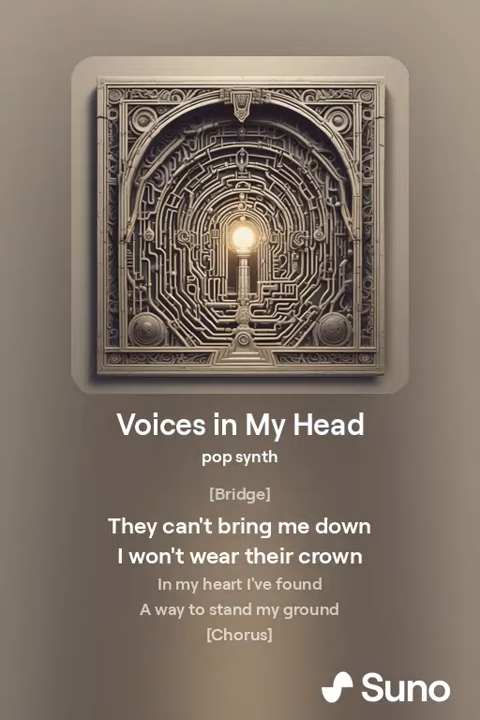 Voices in My Head
pop synth
[Bridge]
They can't bring me down
I won't wear their crown
In my heart I've found
A way to stand my ground
[Chorus]
Suno